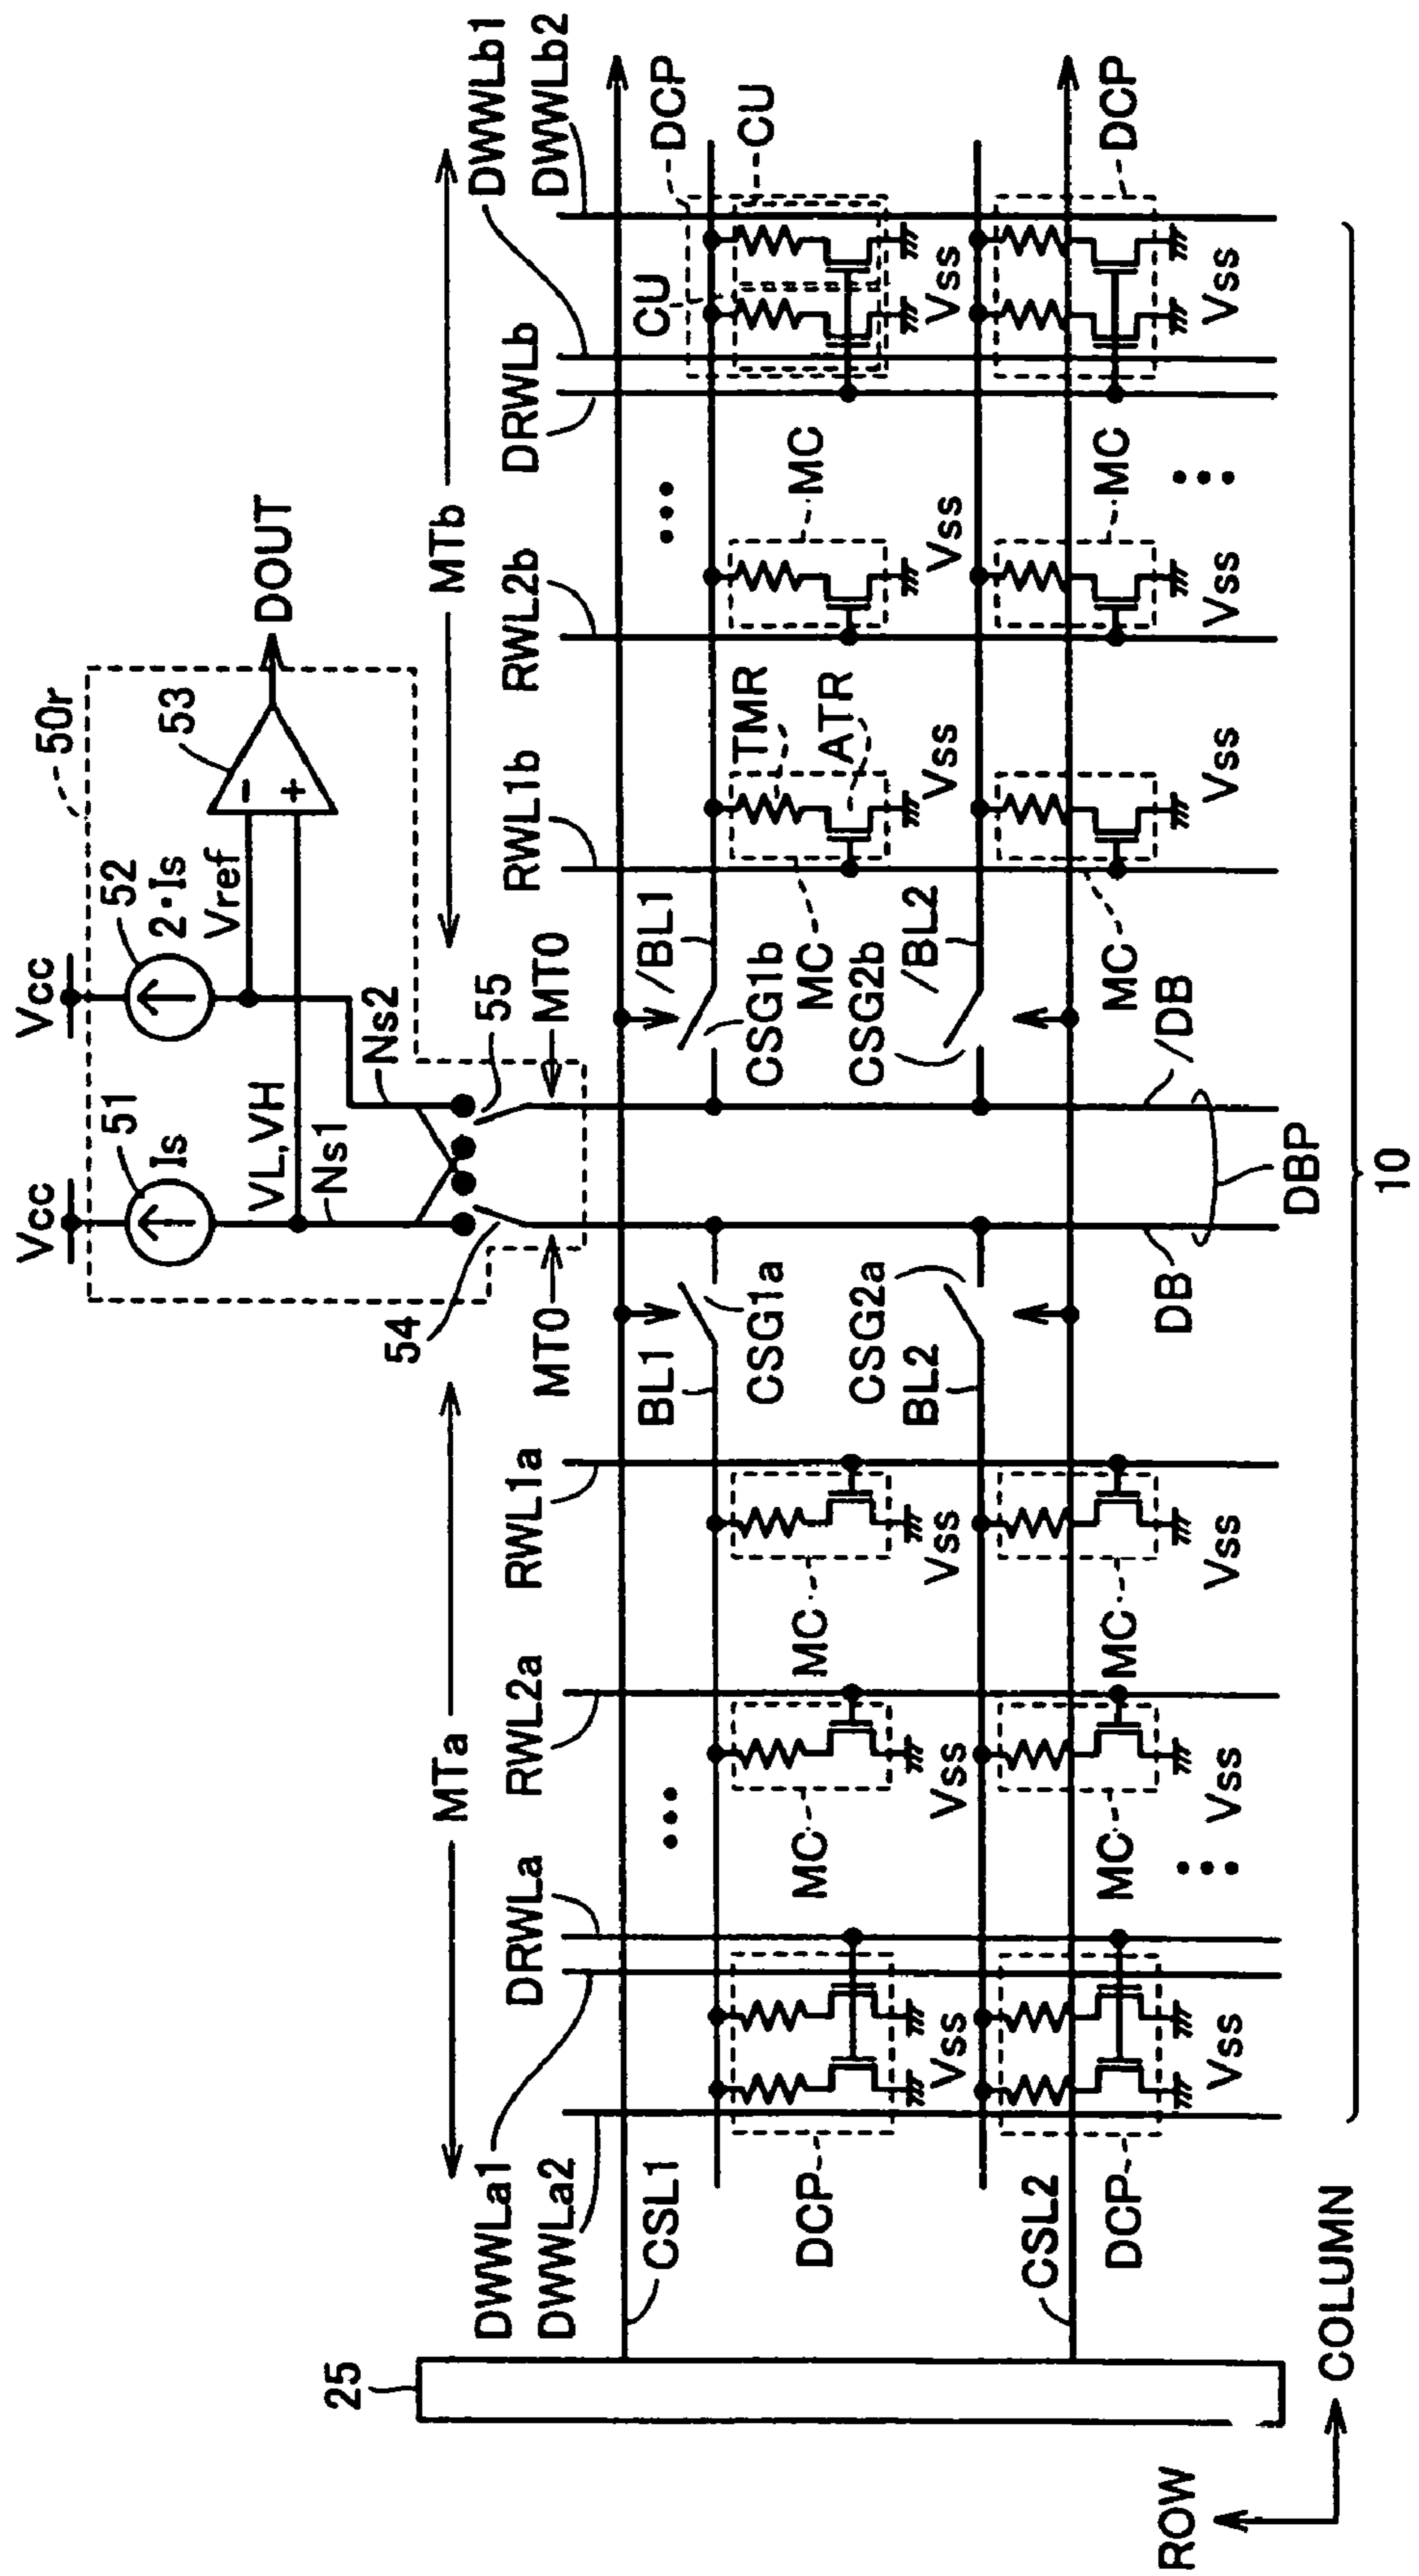 Vcc
Vcc
50r
51
Is
52
2·Is
53
DOUT
VL,VH
Vref
Ns1
Ns2
54
55
MTa
MTb
MT0
MT0
25
DWWLa1
DWWLa2
DRWLa
RWL2a
RWL1a
RWL1b
RWL2b
DRWLb
DWWLb1
DWWLb2
CSL1
BL1
/BL1
CU
DCP
CU
CSG1a
CSG1b
TMR
ATR
DCP
MC
MC
MC
MC
Vss
Vss
Vss
Vss
Vss
Vss
BL2
CSG2a
CSG2b
/BL2
CSL2
DCP
MC
MC
MC
MC
DCP
Vss
Vss
Vss
Vss
Vss
Vss
DB
/DB
DBP
10
ROW
COLUMN